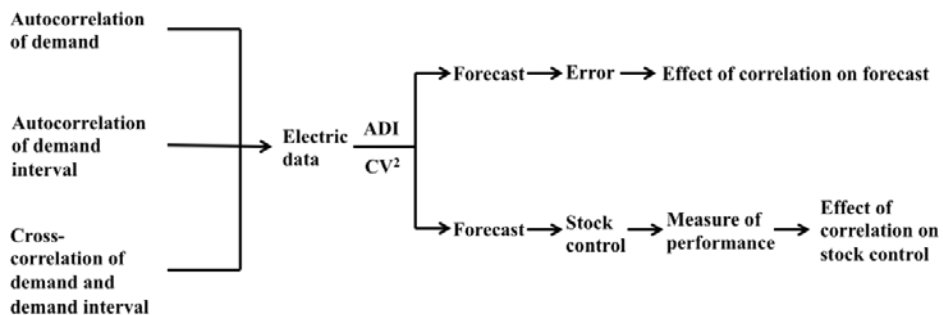 Autocorrelation
of demand
Autocorrelation
of demand
interval
Cross-
correlation of
demand and
demand interval
Electric
data
ADI
CV²
Forecast
Error
Effect of correlation on forecast
Forecast
Stock
control
Measure of
performance
Effect of
correlation on
stock control